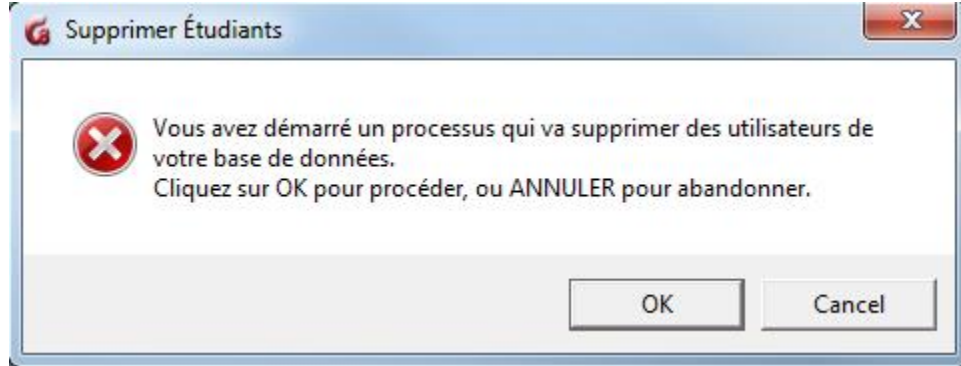 Supprimer Étudiants
Vous avez démarré un processus qui va supprimer des utilisateurs de
votre base de données.
Cliquez sur OK pour procéder, ou ANNULER pour abandonner.
OK
Cancel